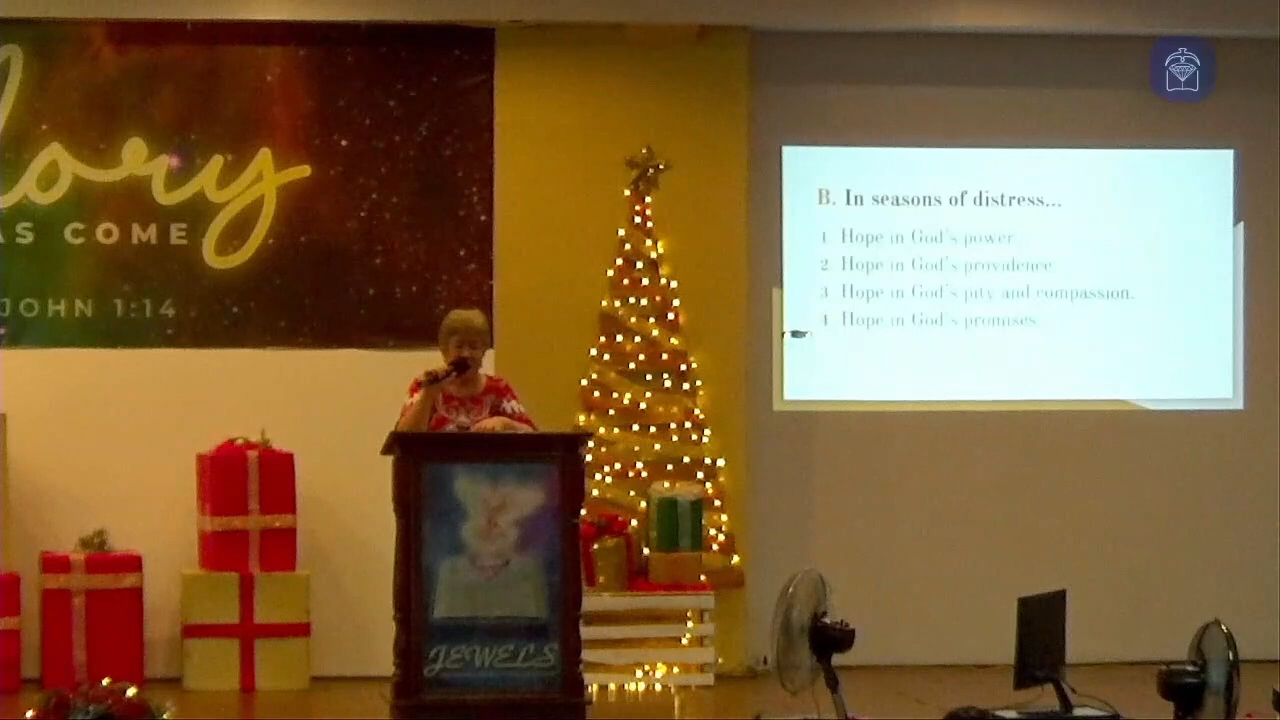 lory
AS COME
JOHN 1:14
B. In seasons of distress...
1 Hope in God's power
2 Hope in God's providence
3 Hope in God's pity and compassion.
4 Hope in God's promises
JEWELS